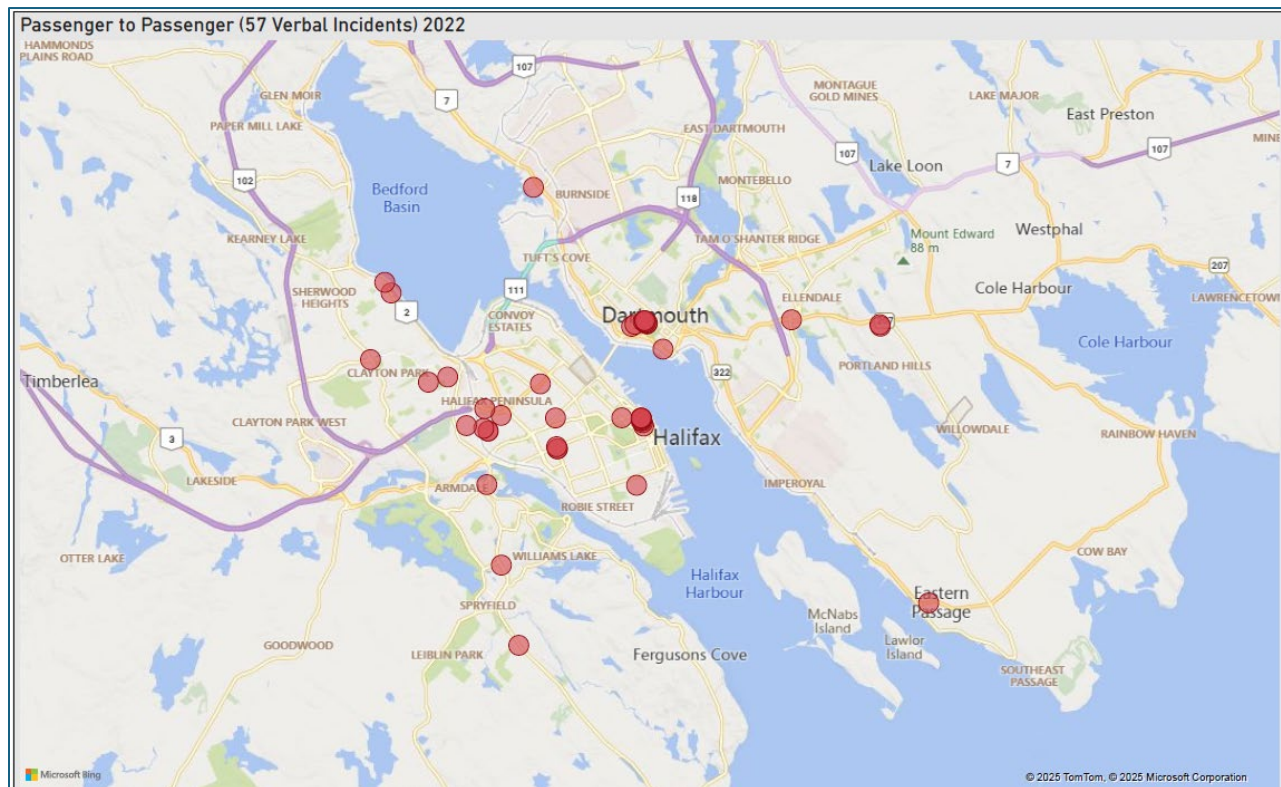 Passenger to Passenger (57 Verbal Incidents) 2022
HAMMONDS
PLAINS ROAD
107
7
GLEN MOIR
PAPER MILL LAKE
MONTAGUE
GOLD MINES
LAKE MAJOR
East Preston
EAST DARTMOUTH
MINE
107
107
7
Lake Loon
102
Bedford
Basin
BURNSIDE
118
MONTEBELLO
KEARNEY LAKE
TUFT'S COVE
TAM O SHANTER RIDGE
Mount Edward
88 m
Westphal
207
SHERWOOD
HEIGHTS
111
2
CONVOY
ESTATES
Dartmouth
ELLENDALE
Cole Harbour
LAWRENCETOW
Cole Harbour
Timberlea
CLAYTON PARK
322
PORTLAND HILLS
HALIFAX PENINSULA
CLAYTON PARK WEST
3
Halifax
WILLOWDALE
RAINBOW HAVEN
LAKESIDE
ARMDALE
ROBIE STREET
IMPEROYAL
OTTER LAKE
WILLIAMS LAKE
COW BAY
Halifax
Harbour
SPRYFIELD
McNabs
Island
Eastern
Passage
GOODWOOD
LEIBLIN PARK
Fergusons Cove
Lawlor
Island
SOUTHEAST
PASSAGE
Microsoft Bing
© 2025 TomTom, © 2025 Microsoft Corporation